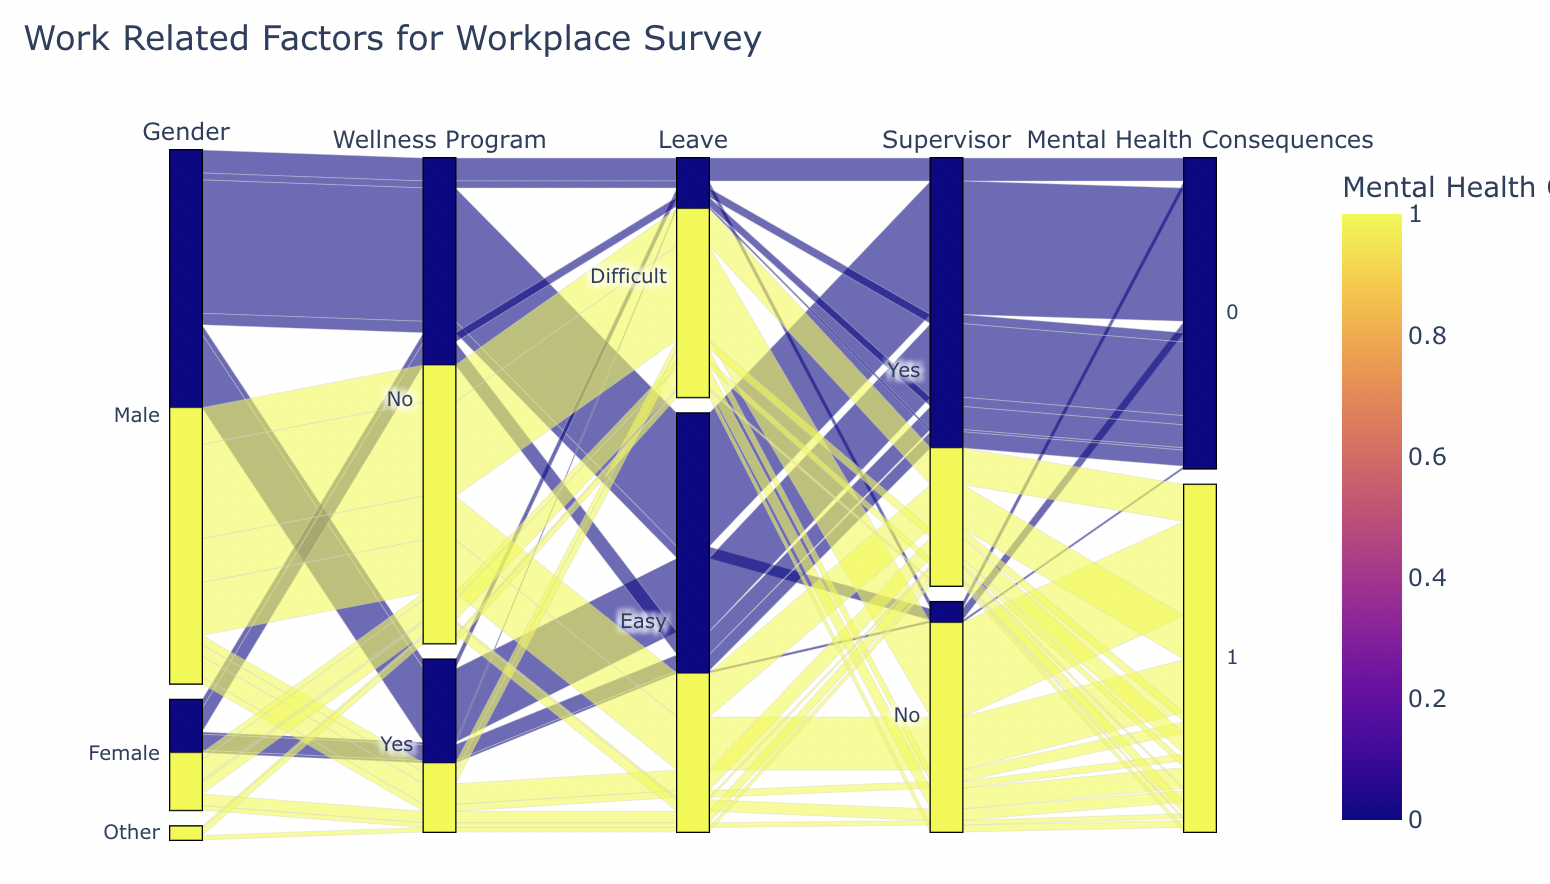 Work Related Factors for Workplace Survey
Gender
Wellness Program
Leave
Supervisor
Mental Health Consequences
Mental Health
1
0.8
0.6
0.4
0.2
0
Male
Female
Other
No
Yes
Difficult
Easy
Yes
No
0
1